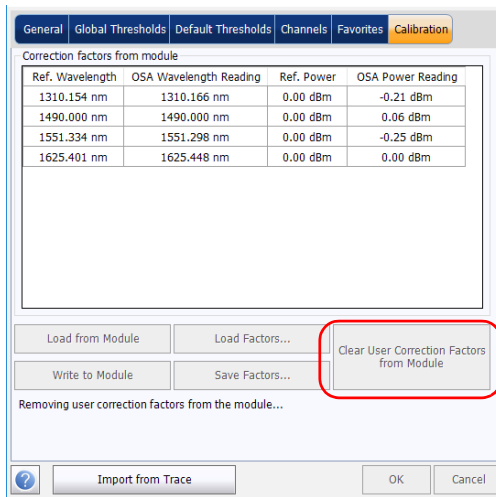 General Global Thresholds Default Thresholds Channels Favorites Calibration
Correction factors from module
Ref. Wavelength OSA Wavelength Reading Ref. Power OSA Power Reading
1310.154 nm 1310.166 nm 0.00 dBm -0.21 dBm
1490.000 nm 1490.000 nm 0.00 dBm 0.06 dBm
1551.334 nm 1551.298 nm 0.00 dBm -0.25 dBm
1625.401 nm 1625.448 nm 0.00 dBm 0.00 dBm
Load from Module Load Factors...
Clear User Correction Factors
from Module
Write to Module Save Factors...
Removing user correction factors from the module...
? Import from Trace OK Cancel